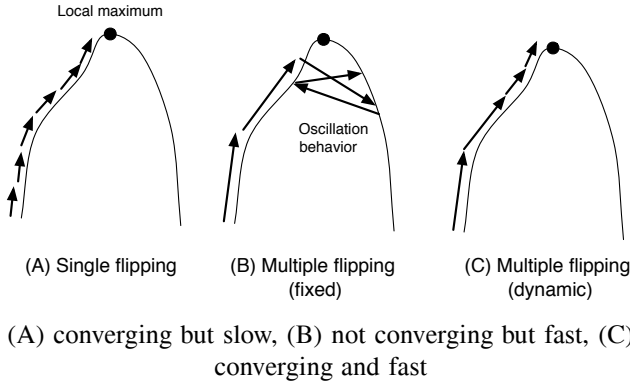 Local maximum
Oscillation
behavior
(A) Single flipping
(B) Multiple flipping
(fixed)
(C) Multiple flipping
(dynamic)
(A) converging but slow, (B) not converging but fast, (C)
converging and fast